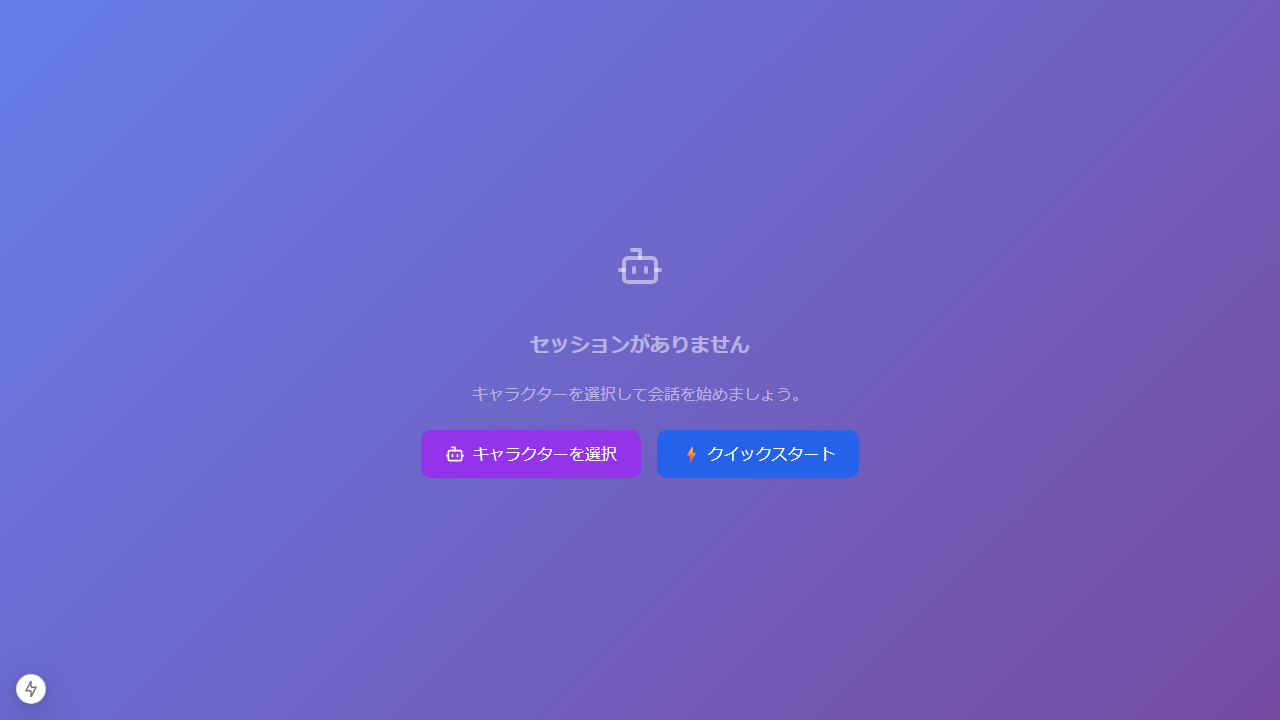 セッションがありません
キャラクターを選択して会話を始めましょう。
キャラクターを選択
クイックスタート